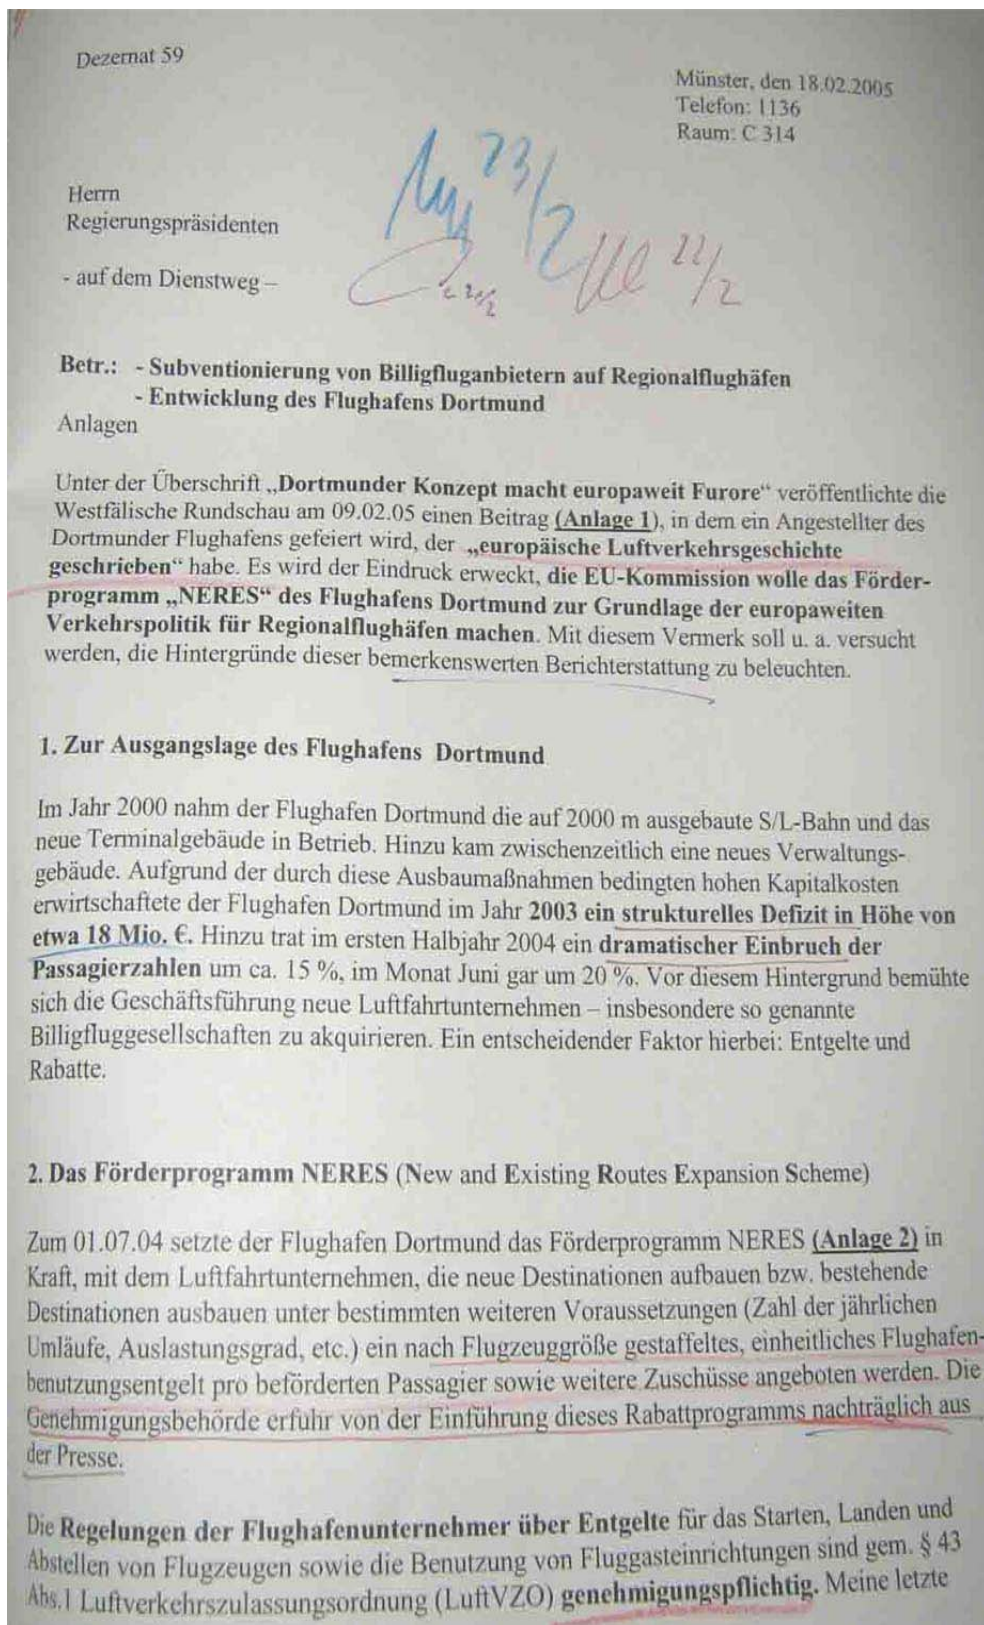 Dezernat 59
Münster, den 18.02.2005
Telefon: 1136
Raum: C 314
23/2
22/2
Herrn
Regierungspräsidenten
- auf dem Dienstweg –
Betr.: - Subventionierung von Billigfluganbietern auf Regionalflughäfen
- Entwicklung des Flughafens Dortmund
Anlagen
Unter der Überschrift „Dortmunder Konzept macht europaweit Furore“ veröffentlichte die
Westfälische Rundschau am 09.02.05 einen Beitrag (Anlage 1), in dem ein Angestellter des
Dortmunder Flughafens gefeiert wird, der „europäische Luftverkehrsgeschichte
geschrieben“ habe. Es wird der Eindruck erweckt, die EU-Kommission wolle das Förder-
programm „NERES“ des Flughafens Dortmund zur Grundlage der europaweiten
Verkehrspolitik für Regionalflughäfen machen. Mit diesem Vermerk soll u. a. versucht
werden, die Hintergründe dieser bemerkenswerten Berichterstattung zu beleuchten.
1. Zur Ausgangslage des Flughafens Dortmund
Im Jahr 2000 nahm der Flughafen Dortmund die auf 2000 m ausgebaute S/L-Bahn und das
neue Terminalgebäude in Betrieb. Hinzu kam zwischenzeitlich eine neues Verwaltungs-
gebäude. Aufgrund der durch diese Ausbaumaßnahmen bedingten hohen Kapitalkosten
erwirtschaftete der Flughafen Dortmund im Jahr 2003 ein strukturelles Defizit in Höhe von
etwa 18 Mio. €. Hinzu trat im ersten Halbjahr 2004 ein dramatischer Einbruch der
Passagierzahlen um ca. 15 %, im Monat Juni gar um 20 %. Vor diesem Hintergrund bemühte
sich die Geschäftsführung neue Luftfahrtunternehmen – insbesondere so genannte
Billigfluggesellschaften zu akquirieren. Ein entscheidender Faktor hierbei: Entgelte und
Rabatte.
2. Das Förderprogramm NERES (New and Existing Routes Expansion Scheme)
Zum 01.07.04 setzte der Flughafen Dortmund das Förderprogramm NERES (Anlage 2) in
Kraft, mit dem Luftfahrtunternehmen, die neue Destinationen aufbauen bzw. bestehende
Destinationen ausbauen unter bestimmten weiteren Voraussetzungen (Zahl der jährlichen
Umläufe, Auslastungsgrad, etc.) ein nach Flugzeuggröße gestaffeltes, einheitliches Flughafen-
benutzungsentgelt pro beförderten Passagier sowie weitere Zuschüsse angeboten werden. Die
Genehmigungsbehörde erfuhr von der Einführung dieses Rabattprogramms nachträglich aus
der Presse.
Die Regelungen der Flughafenunternehmer über Entgelte für das Starten, Landen und
Abstellen von Flugzeugen sowie die Benutzung von Fluggasteinrichtungen sind gem. § 43
Abs.1 Luftverkehrszulassungsordnung (LuftVZO) genehmigungspflichtig. Meine letzte